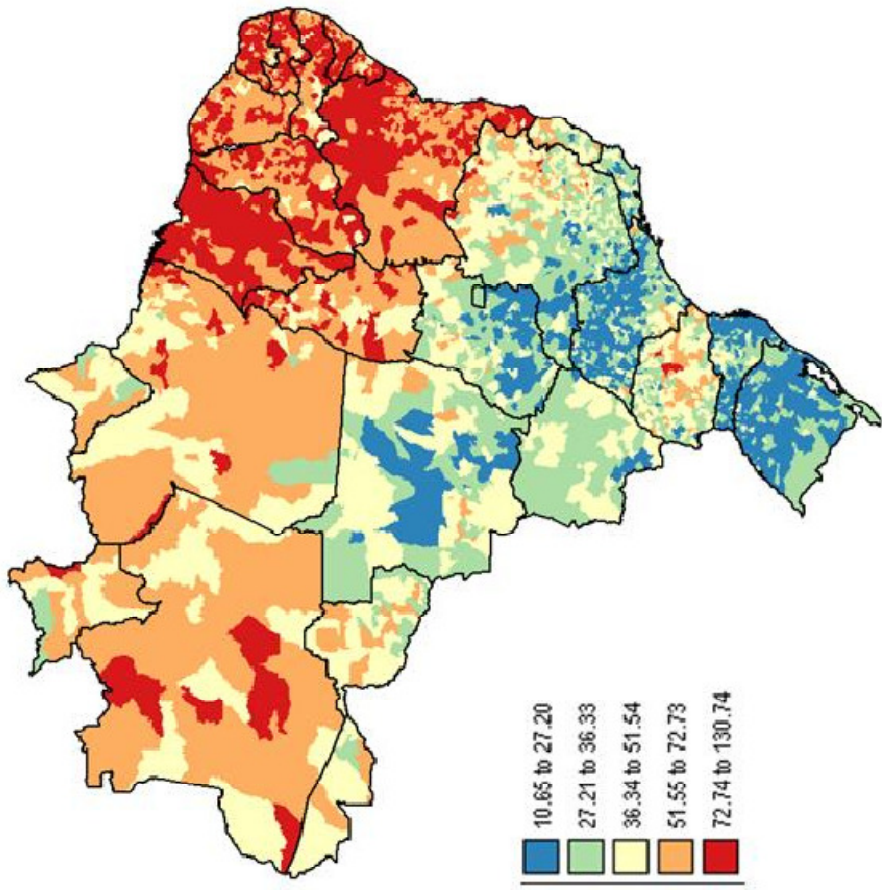 10.65 to 27.20
27.21 to 36.33
36.34 to 51.54
51.55 to 72.73
72.74 to 130.74